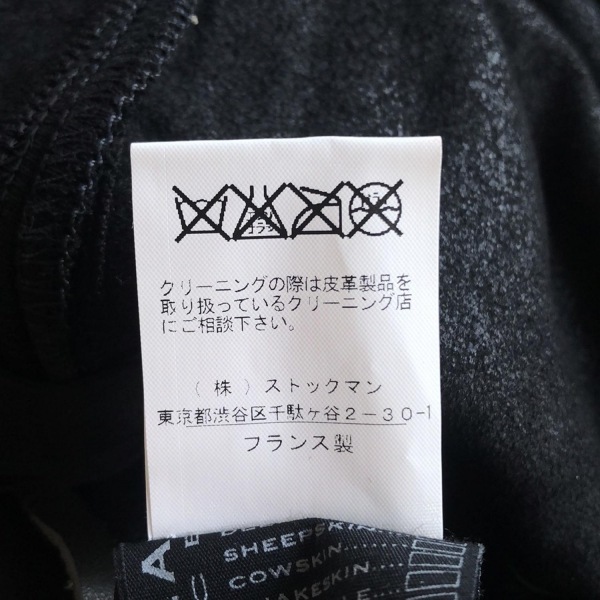 クリーニングの際は皮革製品を
取り扱っているクリーニング店
にご相談下さい。
(株)ストックマン
東京都渋谷区千駄ヶ谷2-30-1
フランス製
SHEEPSKIN
COWSKIN......